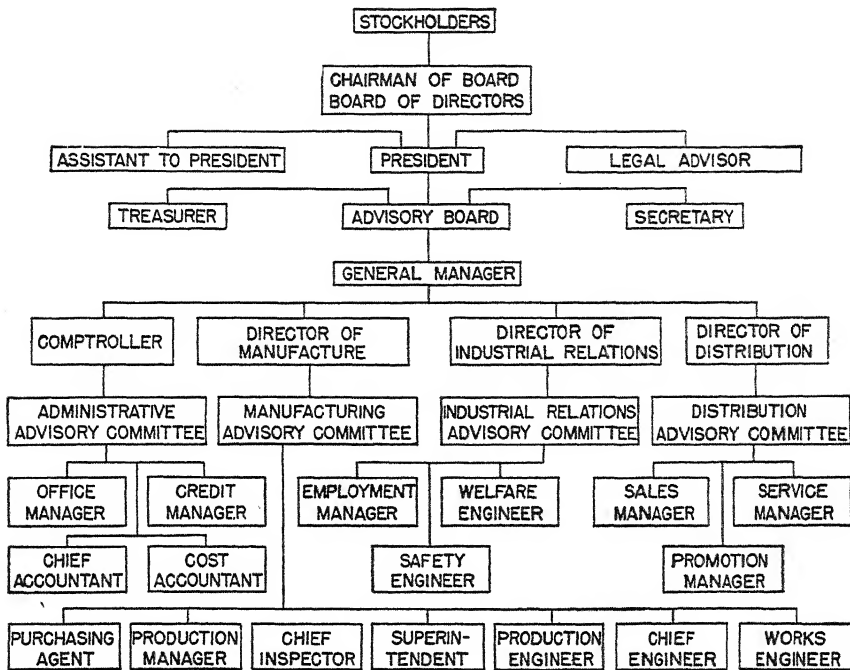 STOCKHOLDERS
CHAIRMAN OF BOARD
BOARD OF DIRECTORS
ASSISTANT TO PRESIDENT
PRESIDENT
LEGAL ADVISOR
TREASURER
ADVISORY BOARD
SECRETARY
GENERAL MANAGER
COMPTROLLER
DIRECTOR OF
MANUFACTURE
DIRECTOR OF
INDUSTRIAL RELATIONS
DIRECTOR OF
DISTRIBUTION
ADMINISTRATIVE
ADVISORY COMMITTEE
MANUFACTURING
ADVISORY COMMITTEE
INDUSTRIAL RELATIONS
ADVISORY COMMITTEE
DISTRIBUTION
ADVISORY COMMITTEE
OFFICE
MANAGER
CREDIT
MANAGER
EMPLOYMENT
MANAGER
WELFARE
ENGINEER
SALES
MANAGER
SERVICE
MANAGER
CHIEF
ACCOUNTANT
COST
ACCOUNTANT
SAFETY
ENGINEER
PROMOTION
MANAGER
PURCHASING
AGENT
PRODUCTION
MANAGER
CHIEF
INSPECTOR
SUPERIN-
TENDENT
PRODUCTION
ENGINEER
CHIEF
ENGINEER
WORKS
ENGINEER